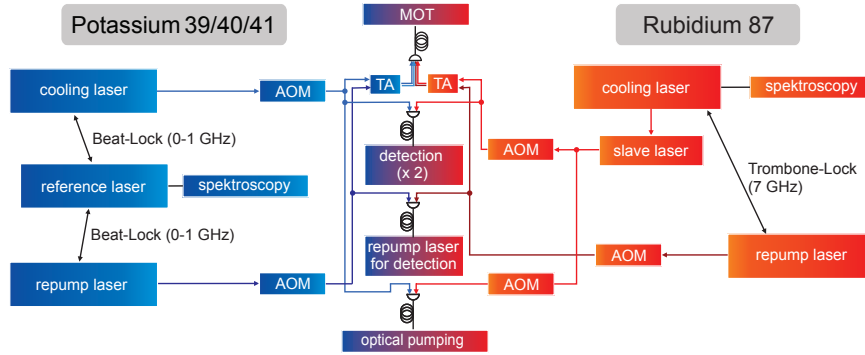 Potassium 39/40/41
MOT
Rubidium 87
cooling laser
AOM
TA
TA
cooling laser
spektroscopy
Beat-Lock (0-1 GHz)
detection
(x 2)
AOM
slave laser
reference laser
spektroscopy
Trombone-Lock
(7 GHz)
Beat-Lock (0-1 GHz)
repump laser
for detection
AOM
repump laser
repump laser
AOM
AOM
optical pumping